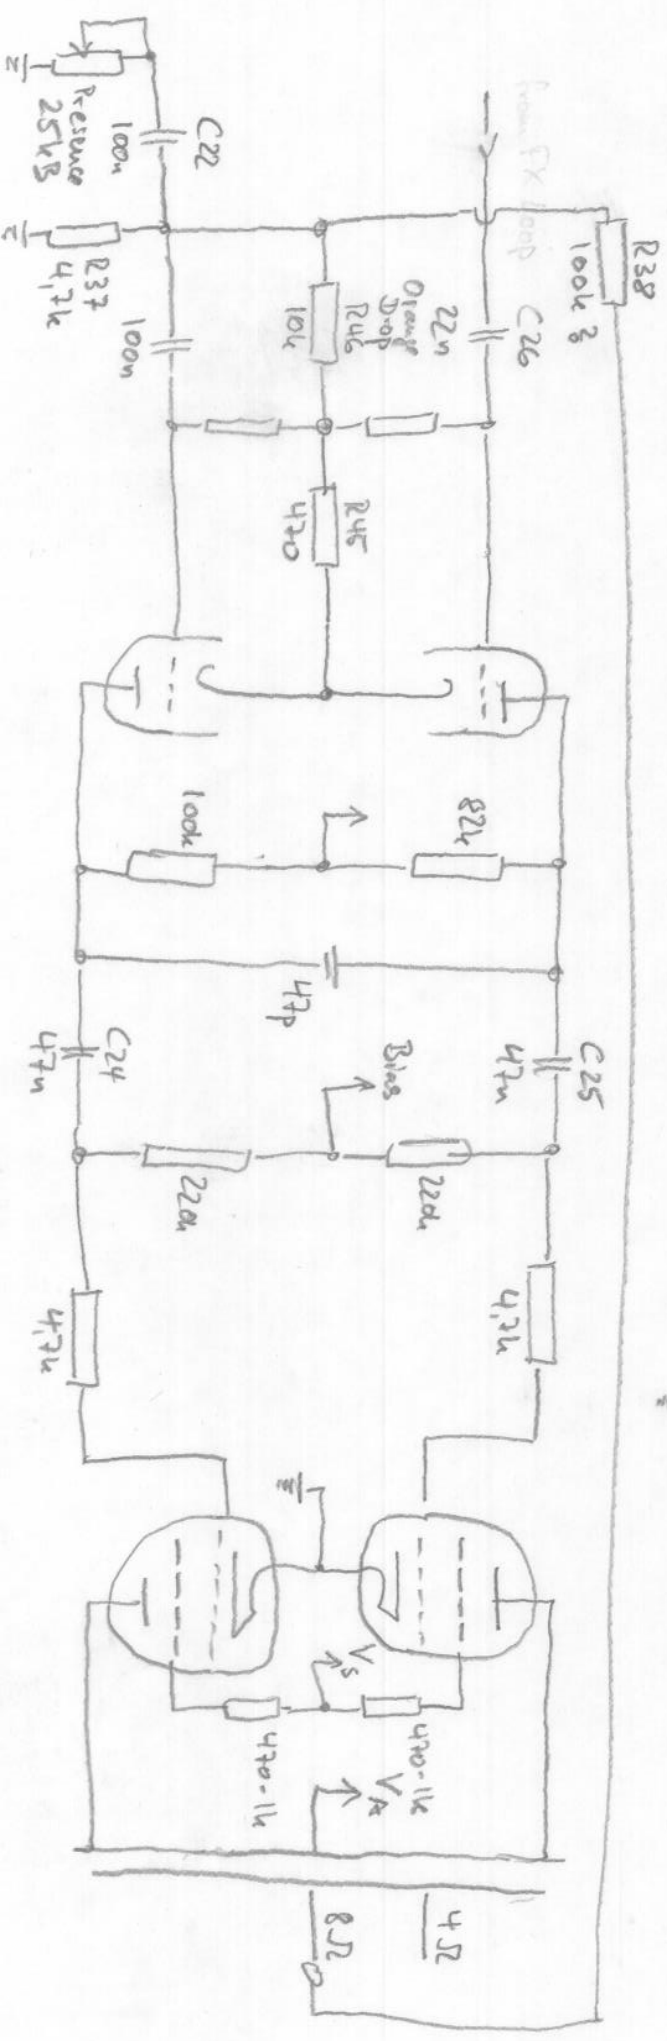 R38
100k ?
from FX Loop
C26
22n
Orange
Drop
R46
10k
R45
470
C22
100n
Presence
25kB
R37
4,7k
100n
82k
100k
47p
C25
47n
C24
47n
Bias
220k
220k
4,7k
4,7k
Vs
VA
470-1k
470-1k
4Ω
8Ω